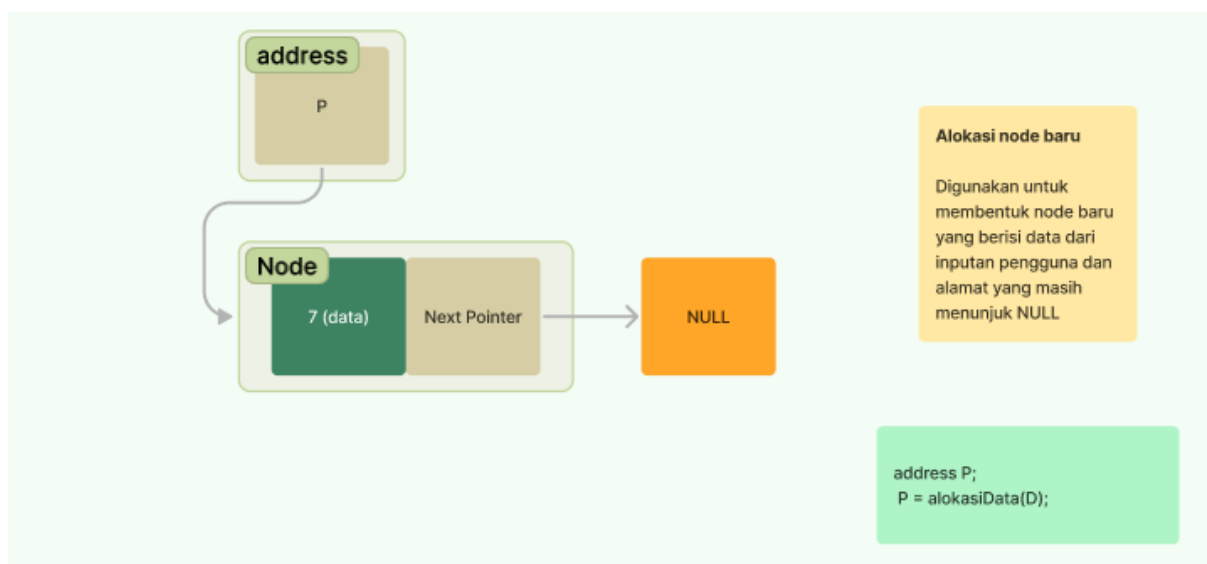 address
P
Node
7 (data)
Next Pointer
NULL
Alokasi node baru
Digunakan untuk
membentuk node baru
yang berisi data dari
inputan pengguna dan
alamat yang masih
menunjuk NULL
address P;
P = alokasiData(D);